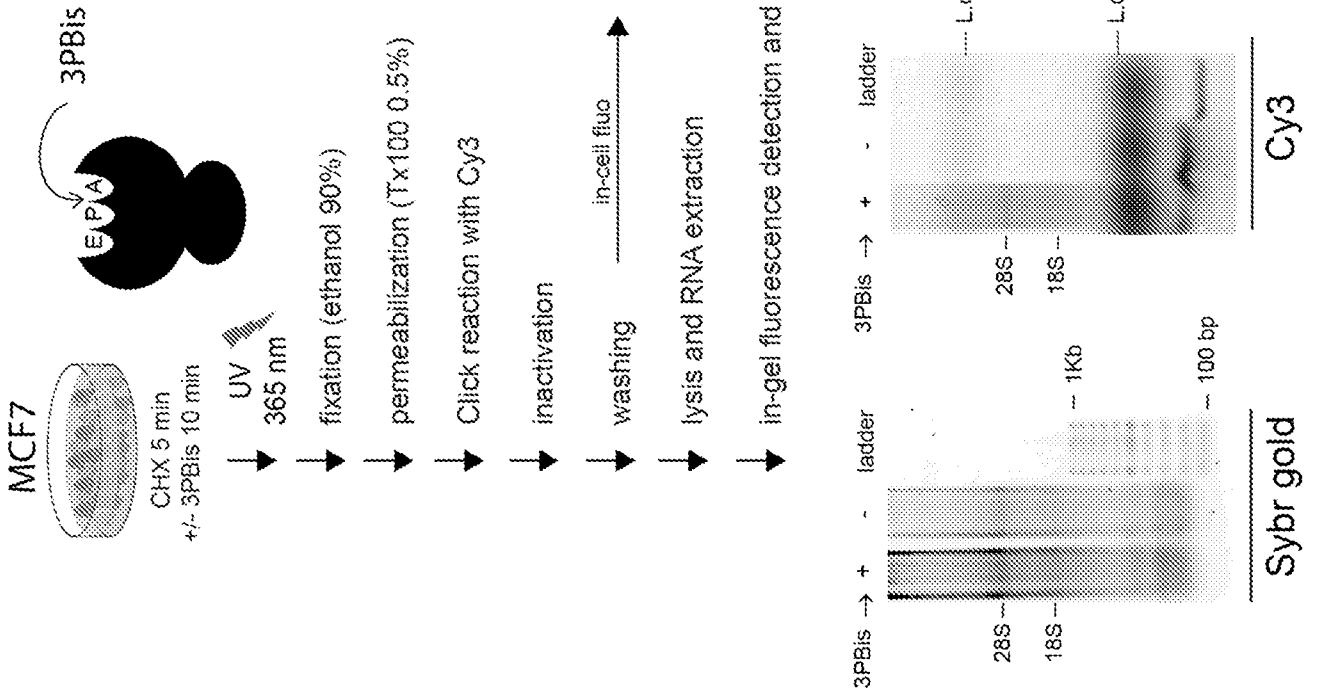 MCF7
CHX 5 min
+/- 3PBis 10 min
3PBis
E P A
UV
365 nm
fixation (ethanol 90%)
permeabilization (Tx100 0.5%)
Click reaction with Cy3
inactivation
washing
in-cell fluo
lysis and RNA extraction
in-gel fluorescence detection and
3PBis → + - ladder
28S
18S
1Kb
100 bp
Sybr gold
3PBis → + - ladder
28S
18S
Cy3